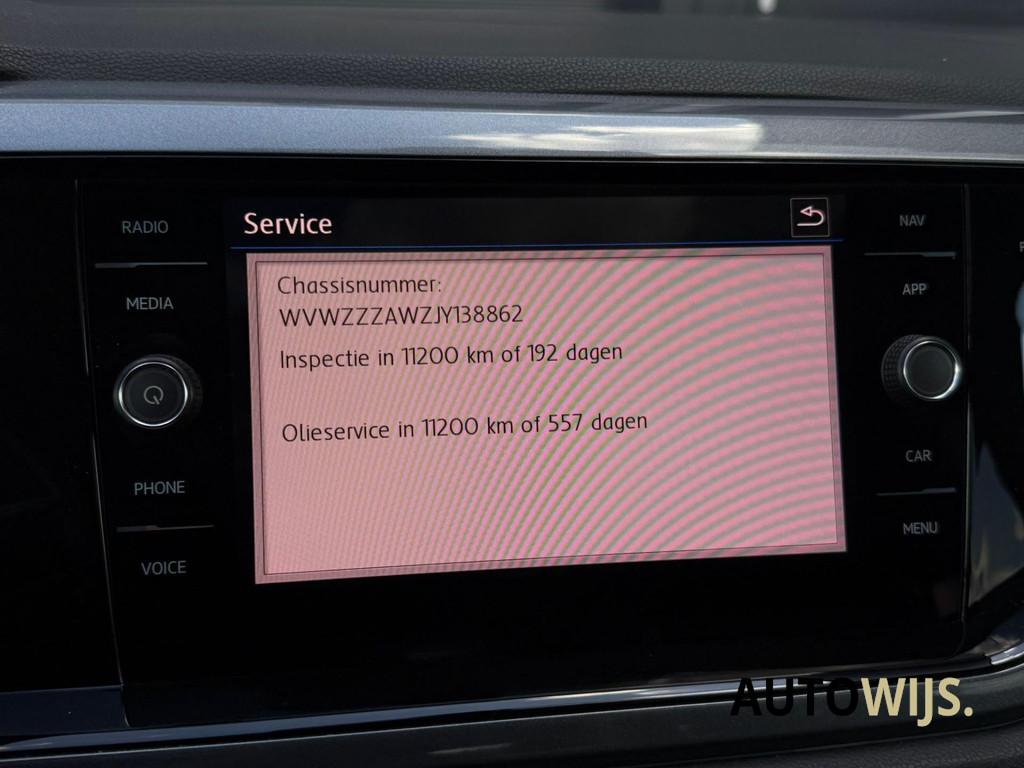 RADIO
Service
NAV
MEDIA
APP
Chassisnummer:
WVWZZZAWZJY138862
Inspectie in 11200 km of 192 dagen
Olieservice in 11200 km of 557 dagen
PHONE
CAR
VOICE
MENU
AUTOWIJS.